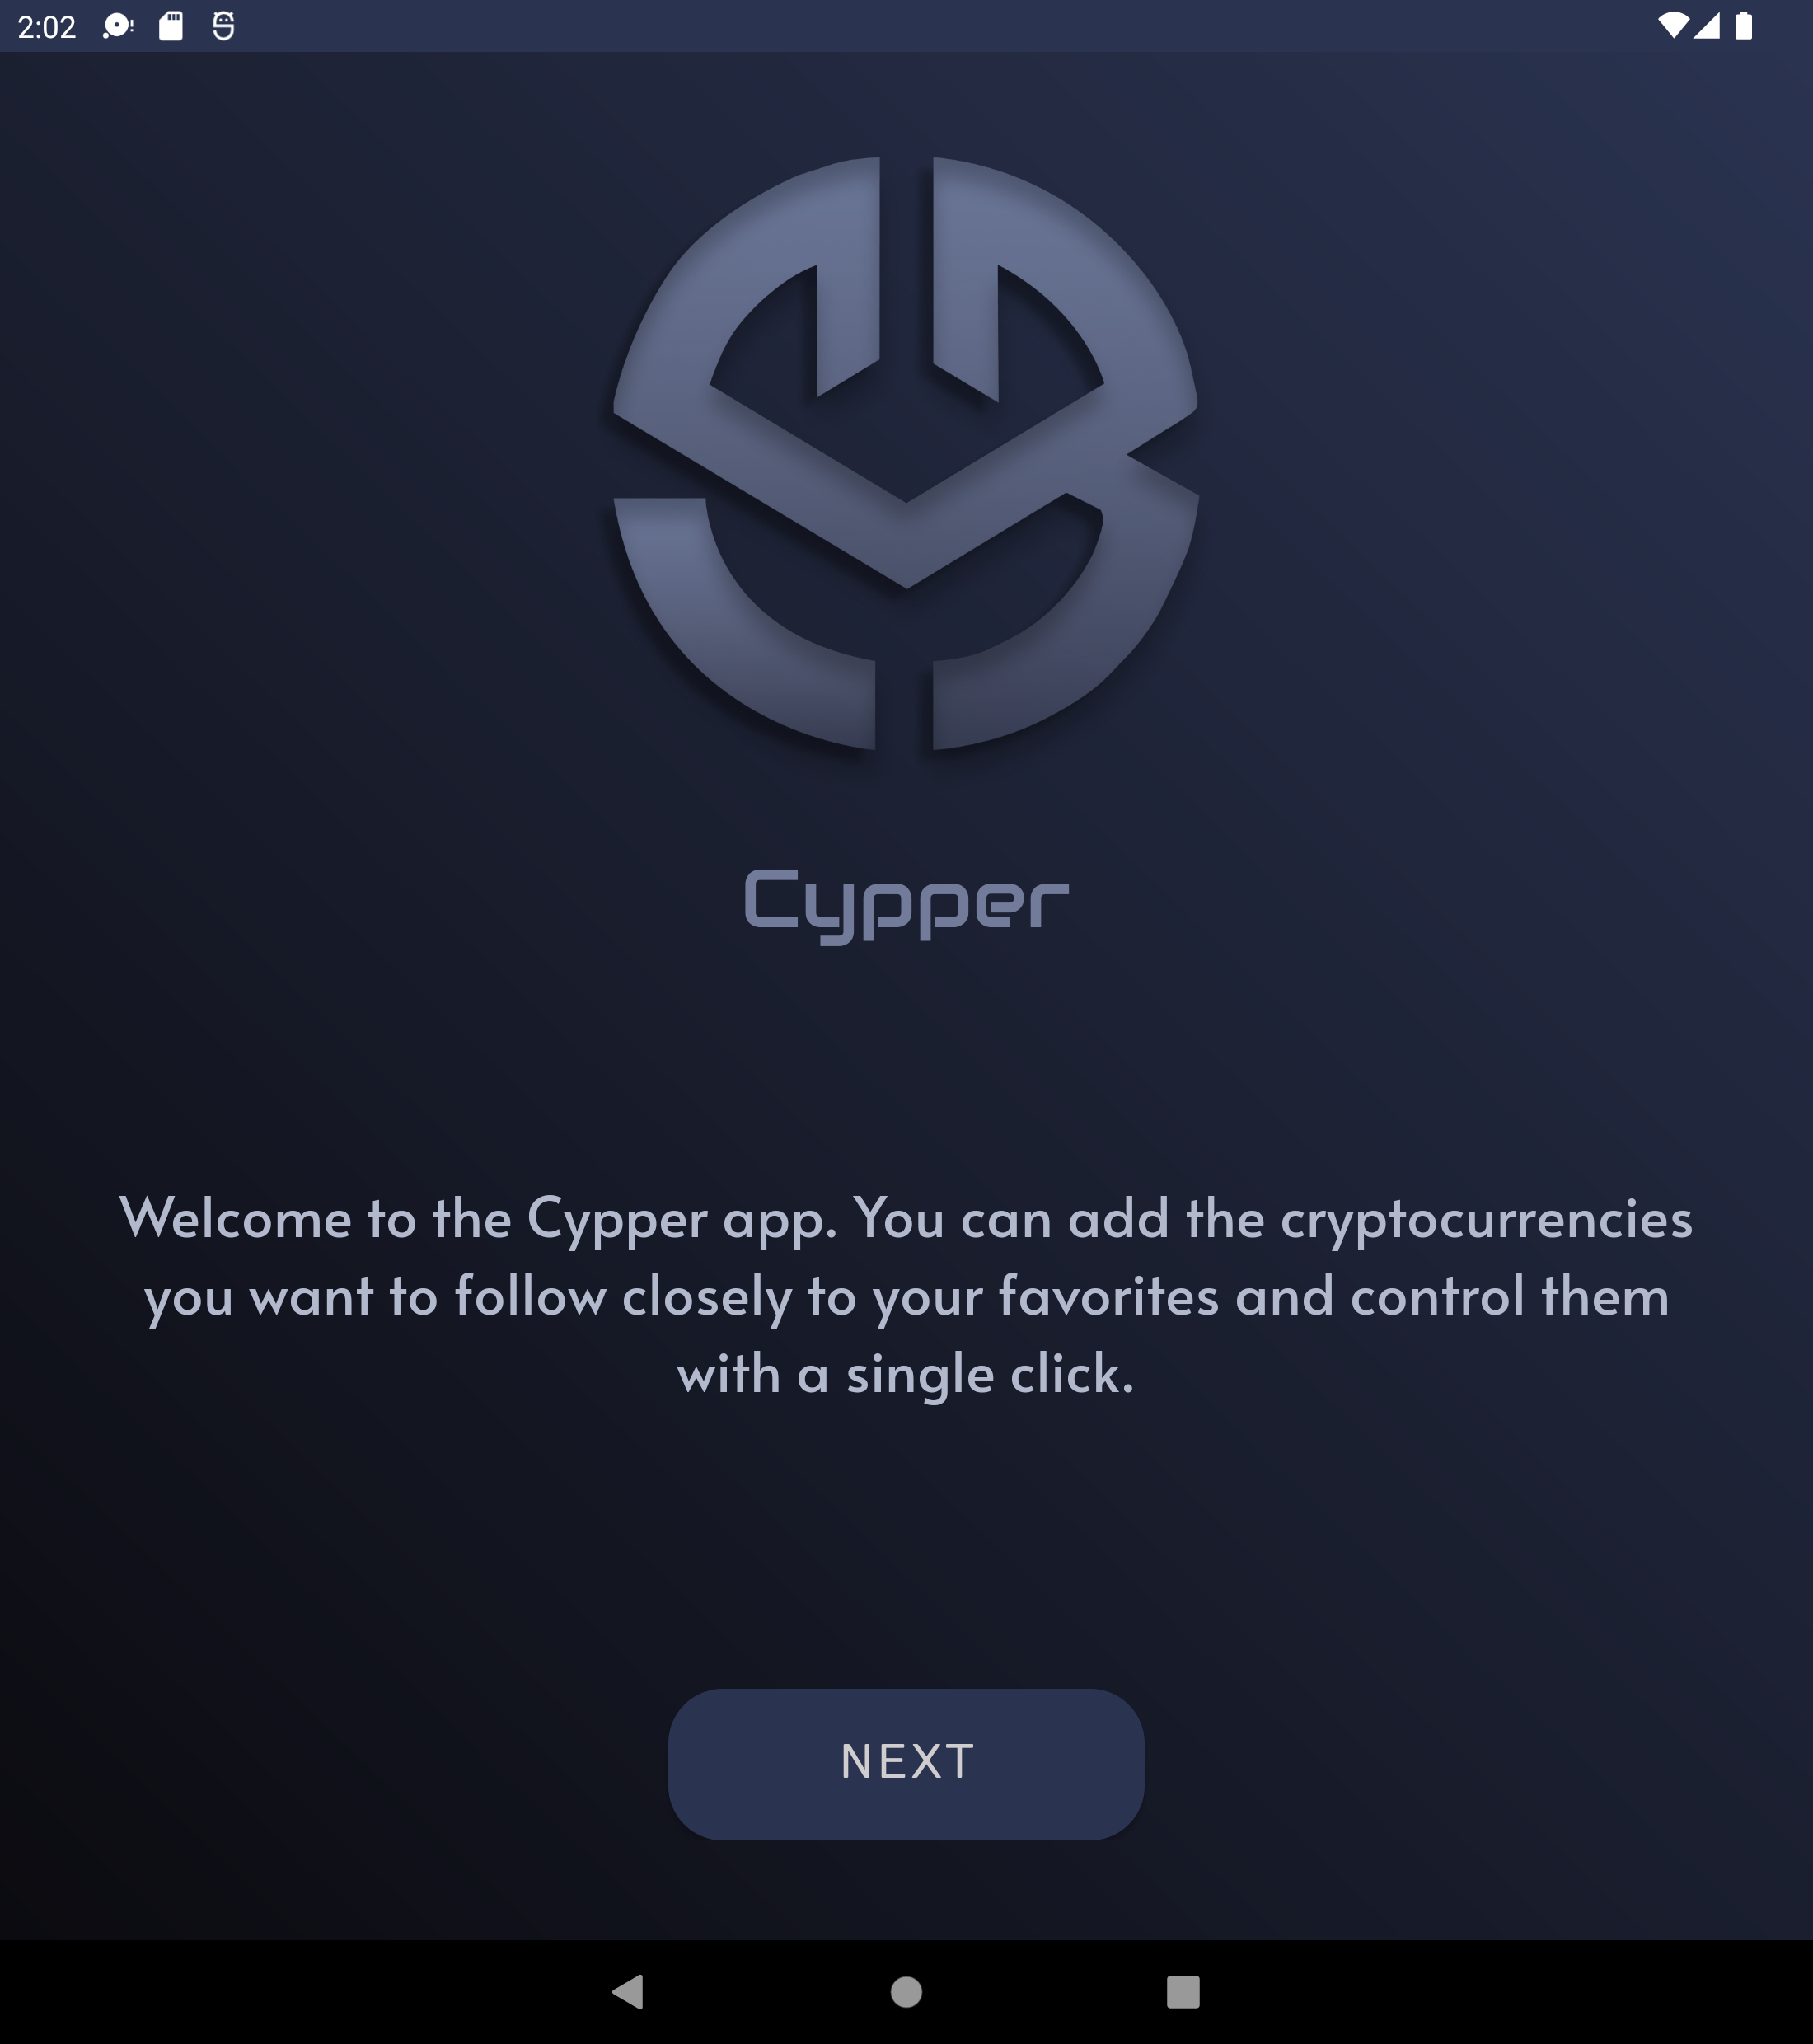 2:02
Cypper
Welcome to the Cypper app. You can add the cryptocurrencies
you want to follow closely to your favorites and control them
with a single click.
NEXT